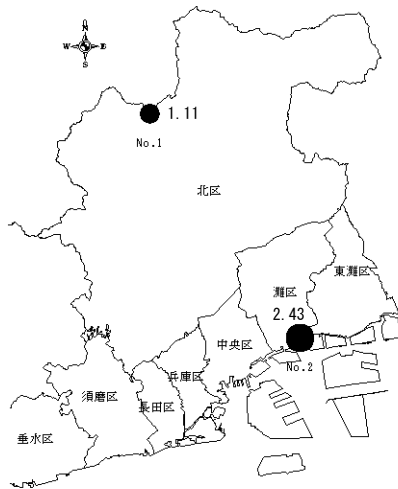 N
W E
S
1.11
No.1
北区
東灘区
灘区
2.43
中央区
No.2
兵庫区
須磨区
長田区
垂水区